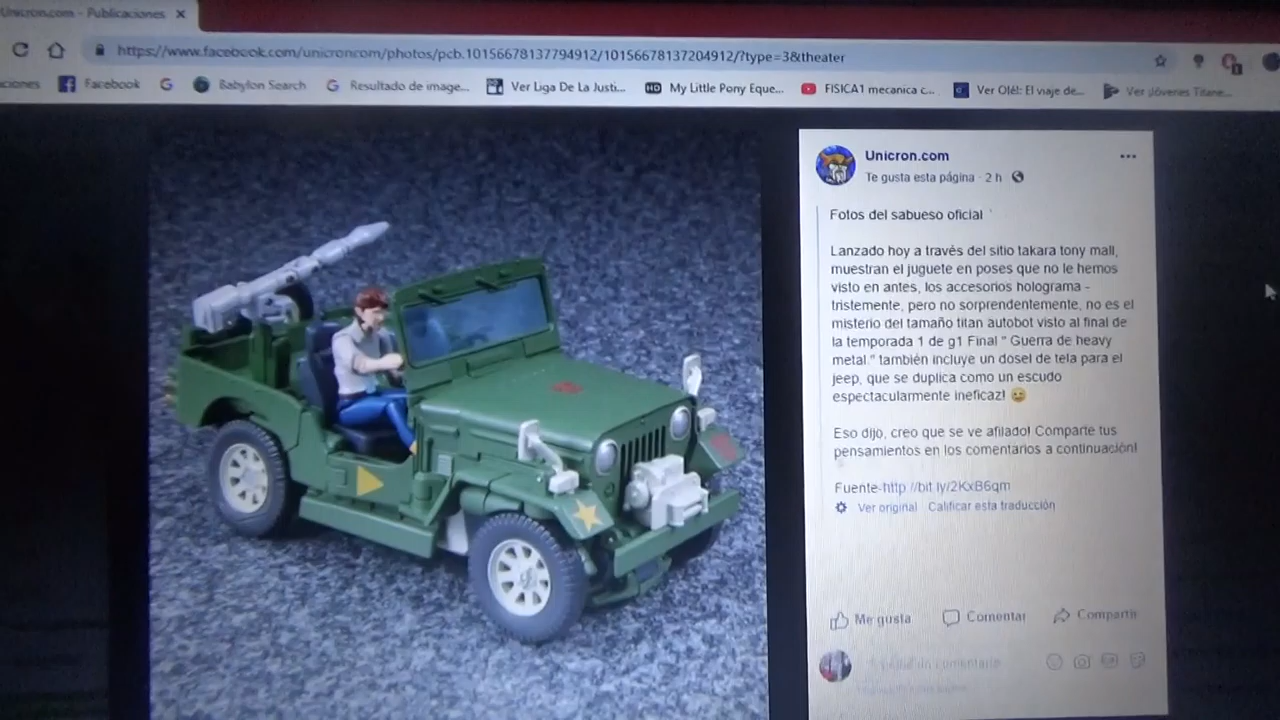 Unicron.com - Publicaciones
https://www.facebook.com/unicroncom/photos/pcb.10156678137794912/10156678137204912/?type=3&theater
ciones Facebook Babylon Search Resultado de image... Ver Liga De La Justi... My Little Pony Eque... FISICA1 mecanica c... Ver Olé!: El viaje de... Ver Jóvenes Titane...
Unicron.com
Te gusta esta página · 2 h
Fotos del sabueso oficial
Lanzado hoy a través del sitio takara tony mall,
muestran el juguete en poses que no le hemos
visto en antes, los accesorios holograma -
tristemente, pero no sorprendentemente, no es el
misterio del tamaño titan autobot visto al final de
la temporada 1 de g1 Final " Guerra de heavy
metal." también incluye un dosel de tela para el
jeep, que se duplica como un escudo
espectacularmente ineficaz!
Eso dijo, creo que se ve afilado! Comparte tus
pensamientos en los comentarios a continuación!
Fuente-http://bit.ly/2KxB6qm
Ver original Calificar esta traducción
Me gusta Comentar Compartir